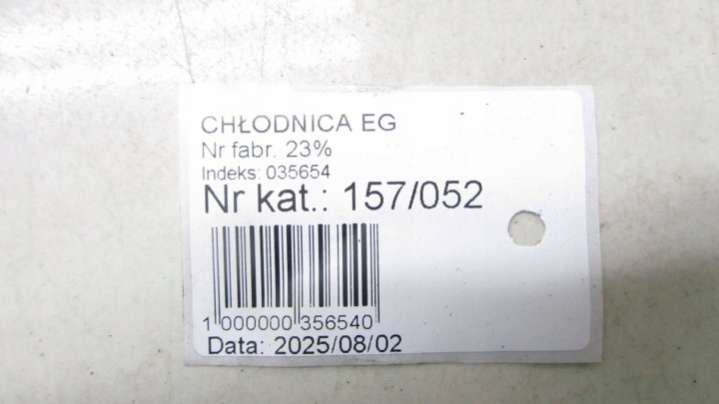 CHŁODNICA EG
Nr fabr. 23%
Indeks: 035654
Nr kat.: 157/052
1 000000 356540
Data: 2025/08/02